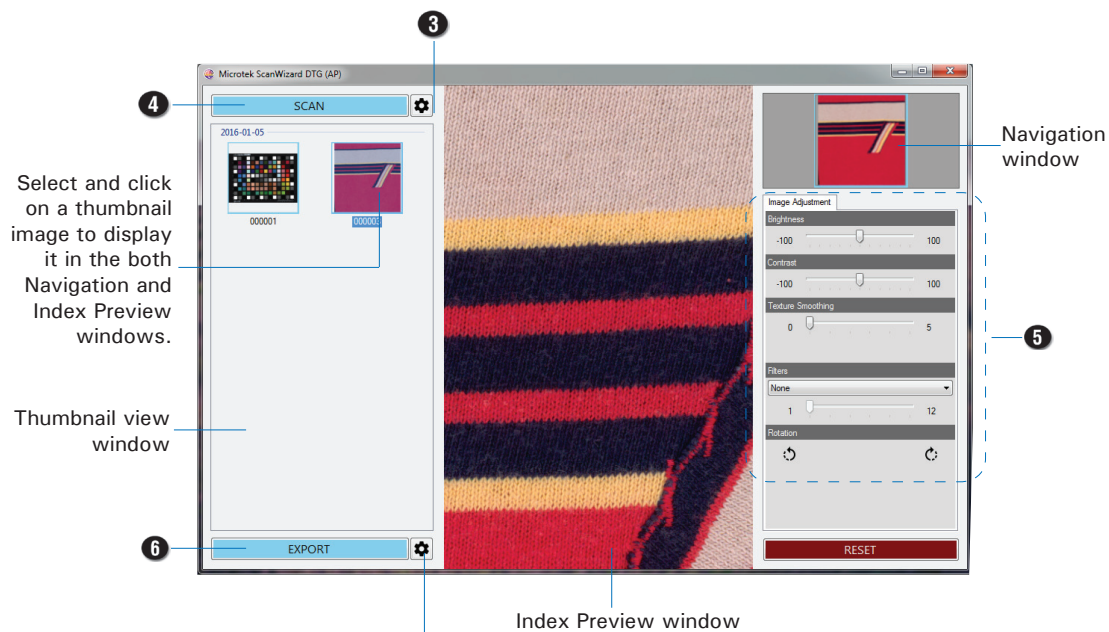 3
Microtek ScanWizard DTG (AP)
4
SCAN
2016-01-05
000001
000003
Select and click
on a thumbnail
image to display
it in the both
Navigation and
Index Preview
windows.
Thumbnail view
window
6
EXPORT
Navigation
window
Image Adjustment
Brightness
-100 100
Contrast
-100 100
Texture Smoothing
0 5
5
Filters
None
1 12
Rotation
RESET
Index Preview window